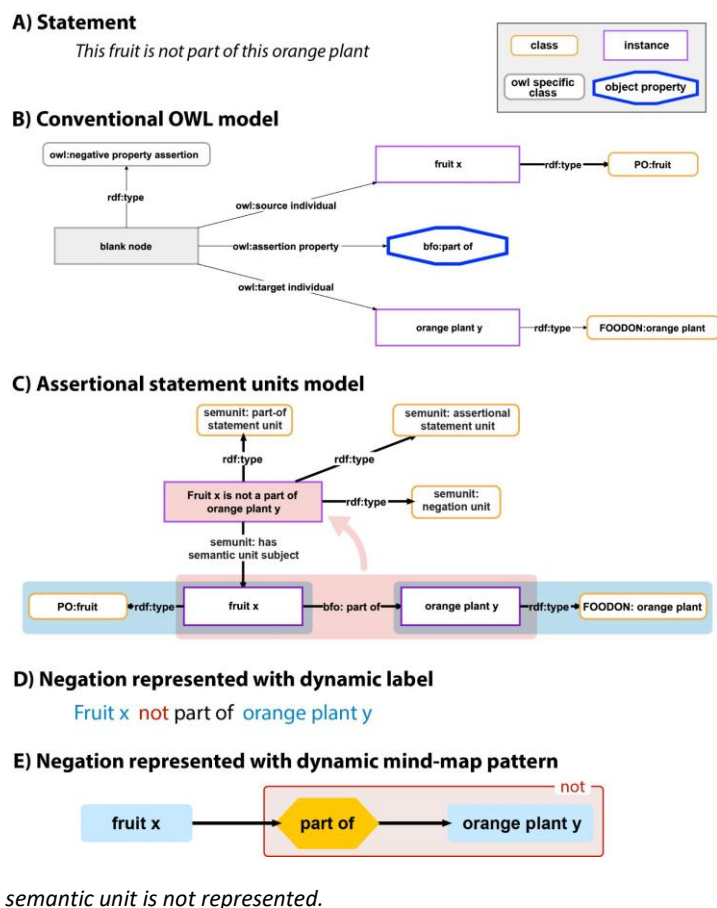 A) Statement
This fruit is not part of this orange plant
class
instance
owl specific
class
object property
B) Conventional OWL model
owl:negative property assertion
fruit x
rdf:type
PO:fruit
rdf:type
owl:source individual
blank node
owl:assertion property
bfo:part of
owl:target individual
orange plant y
rdf:type
FOODON:orange plant
C) Assertional statement units model
semunit: part-of
statement unit
semunit: assertional
statement unit
rdf:type
rdf:type
Fruit x is not a part of
orange plant y
rdf:type
semunit:
negation unit
semunit: has
semantic unit subject
PO:fruit
rdf:type
fruit x
bfo: part of
orange plant y
rdf:type
FOODON: orange plant
D) Negation represented with dynamic label
Fruit x not part of orange plant y
E) Negation represented with dynamic mind-map pattern
not
fruit x
part of
orange plant y
semantic unit is not represented.